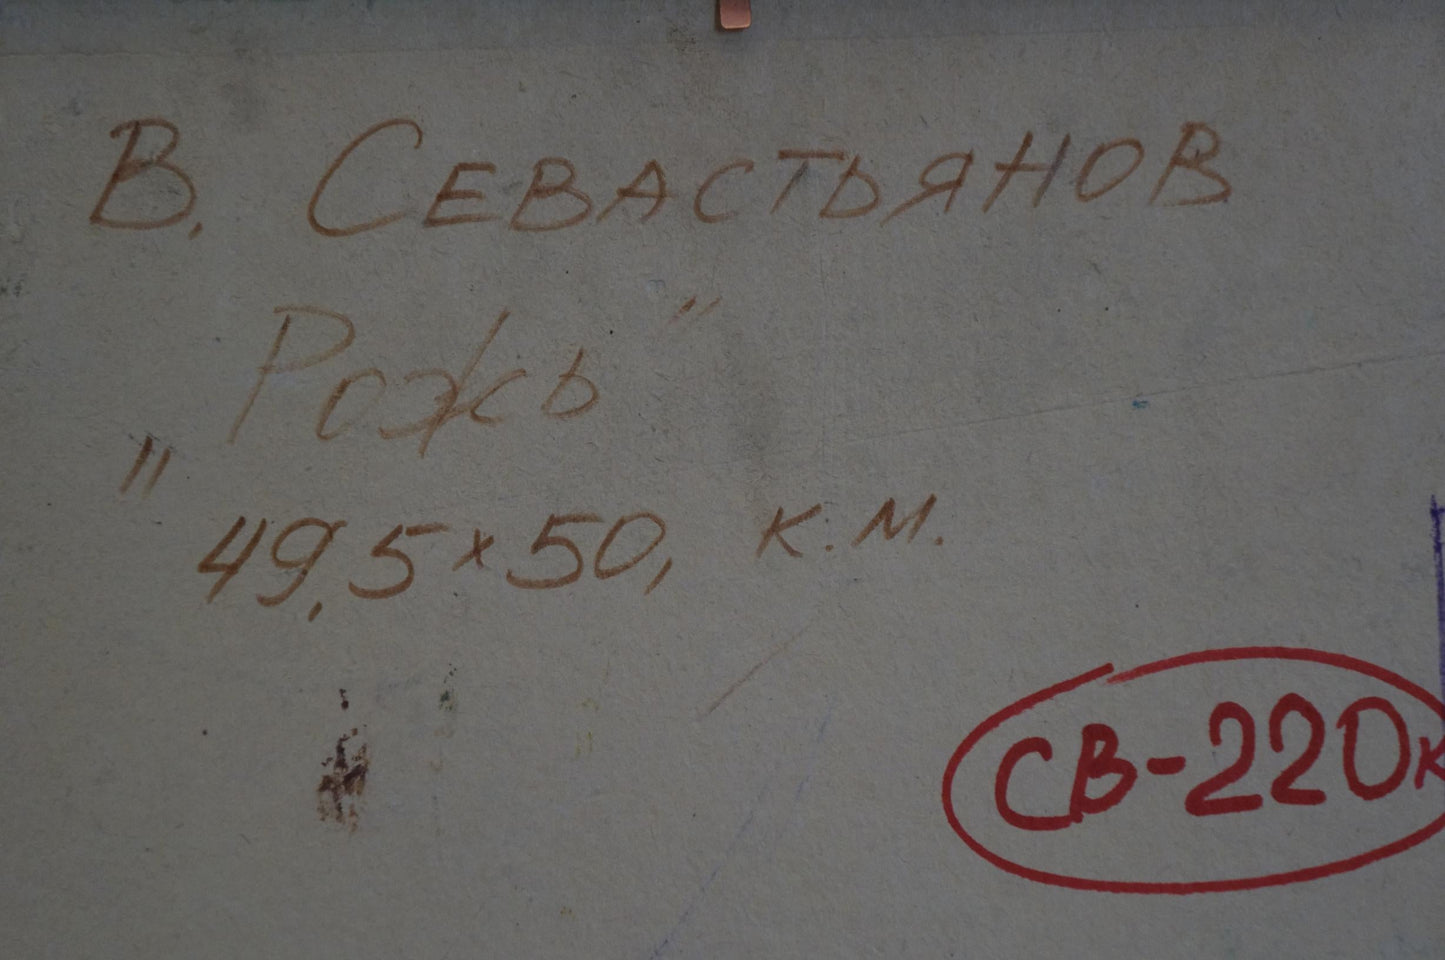 В. Севастьянов
„Рожь"
49,5×50, к.м.
СВ-220к